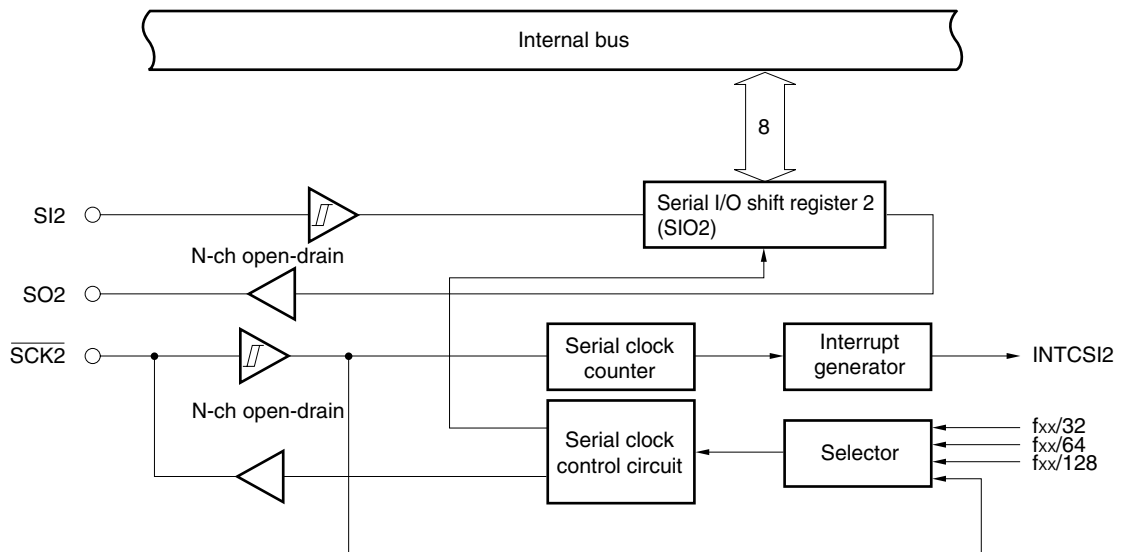 Internal bus
8
SI2
Serial I/O shift register 2
(SIO2)
N-ch open-drain
SO2
SCK2
Serial clock
counter
Interrupt
generator
INTCSI2
N-ch open-drain
Serial clock
control circuit
Selector
fxx/32
fxx/64
fxx/128